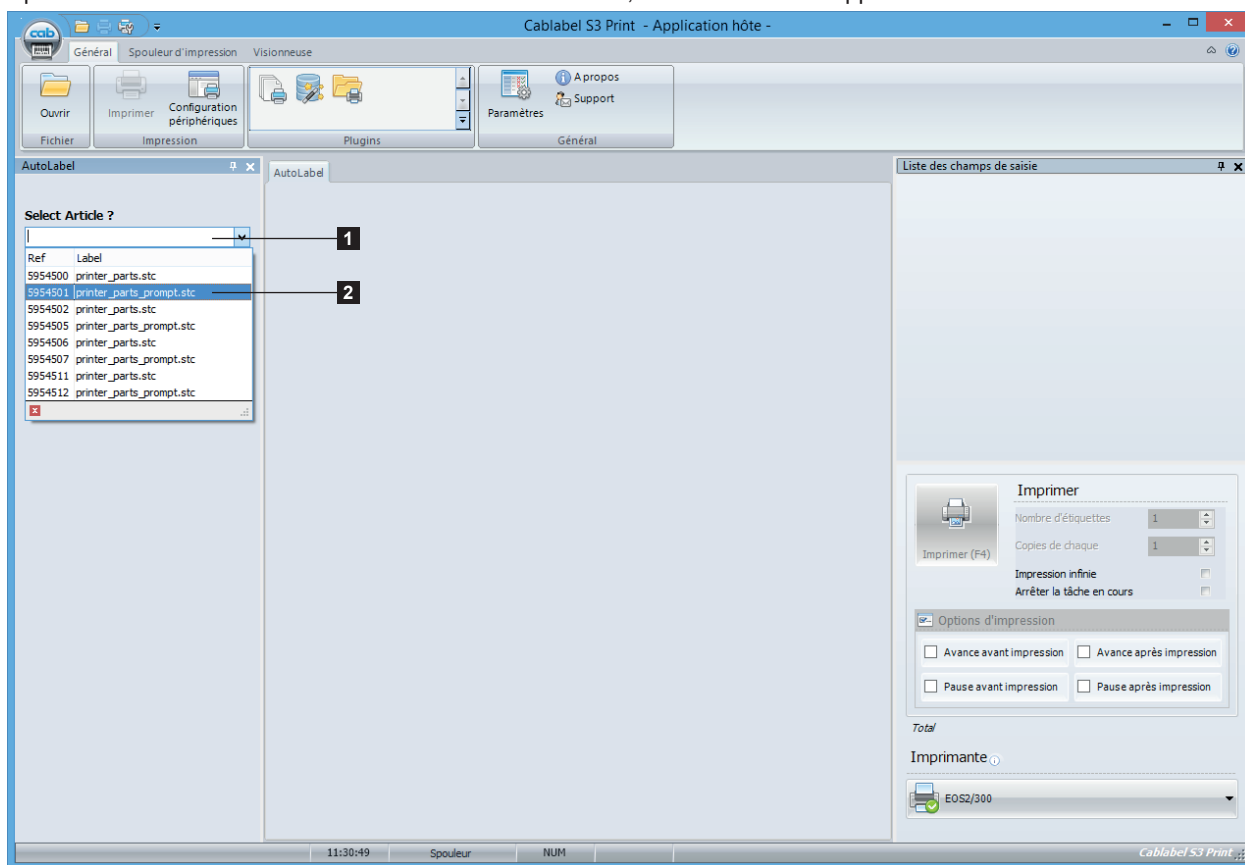 Cablabel S3 Print - Application hôte -
cab
Général Spouleur d'impression Visionneuse
Ouvrir
Fichier
Imprimer
Configuration
périphériques
Impression
Plugins
Paramètres
A propos
Support
Général
AutoLabel
Select Article ?
Ref Label
5954500 printer_parts.stc
5954501 printer_parts_prompt.stc
5954502 printer_parts.stc
5954505 printer_parts_prompt.stc
5954506 printer_parts.stc
5954507 printer_parts_prompt.stc
5954511 printer_parts.stc
5954512 printer_parts_prompt.stc
1
2
AutoLabel
Liste des champs de saisie
Imprimer (F4)
Imprimer
Nombre d'étiquettes 1
Copies de chaque 1
Impression infinie
Arrêter la tâche en cours
Options d'impression
Avance avant impression Avance après impression
Pause avant impression Pause après impression
Total
Imprimante
EOS2/300
11:30:49 Spouleur NUM Cablabel S3 Print